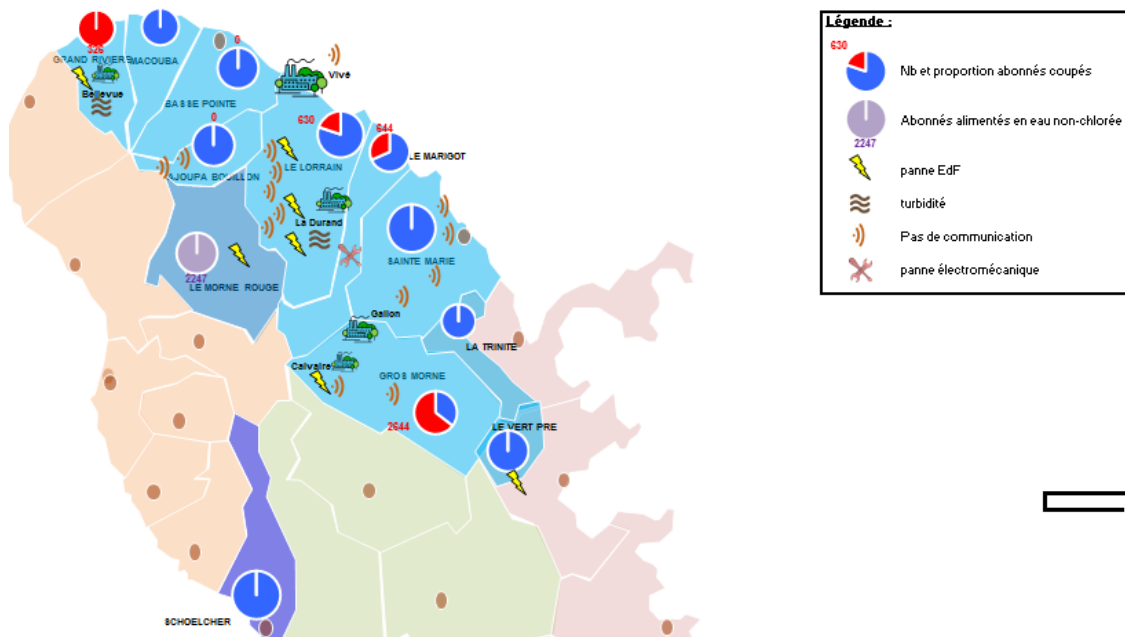 Légende :
630
Nb et proportion abonnés coupés
Abonnés alimentés en eau non-chlorée
2247
panne EdF
turbidité
Pas de communication
panne électromécanique
326
GRAND RIVIERE
MACOUBA
0
Vivé
Bellevue
BASSE POINTE
0
630
644
LE LORRAIN
LE MARIGOT
AJOUPA BOUILLON
La Durand
SAINTE MARIE
2247
LE MORNE ROUGE
Galion
LA TRINITE
Calvaire
GROS MORNE
2644
LE VERT PRE
SCHOELCHER